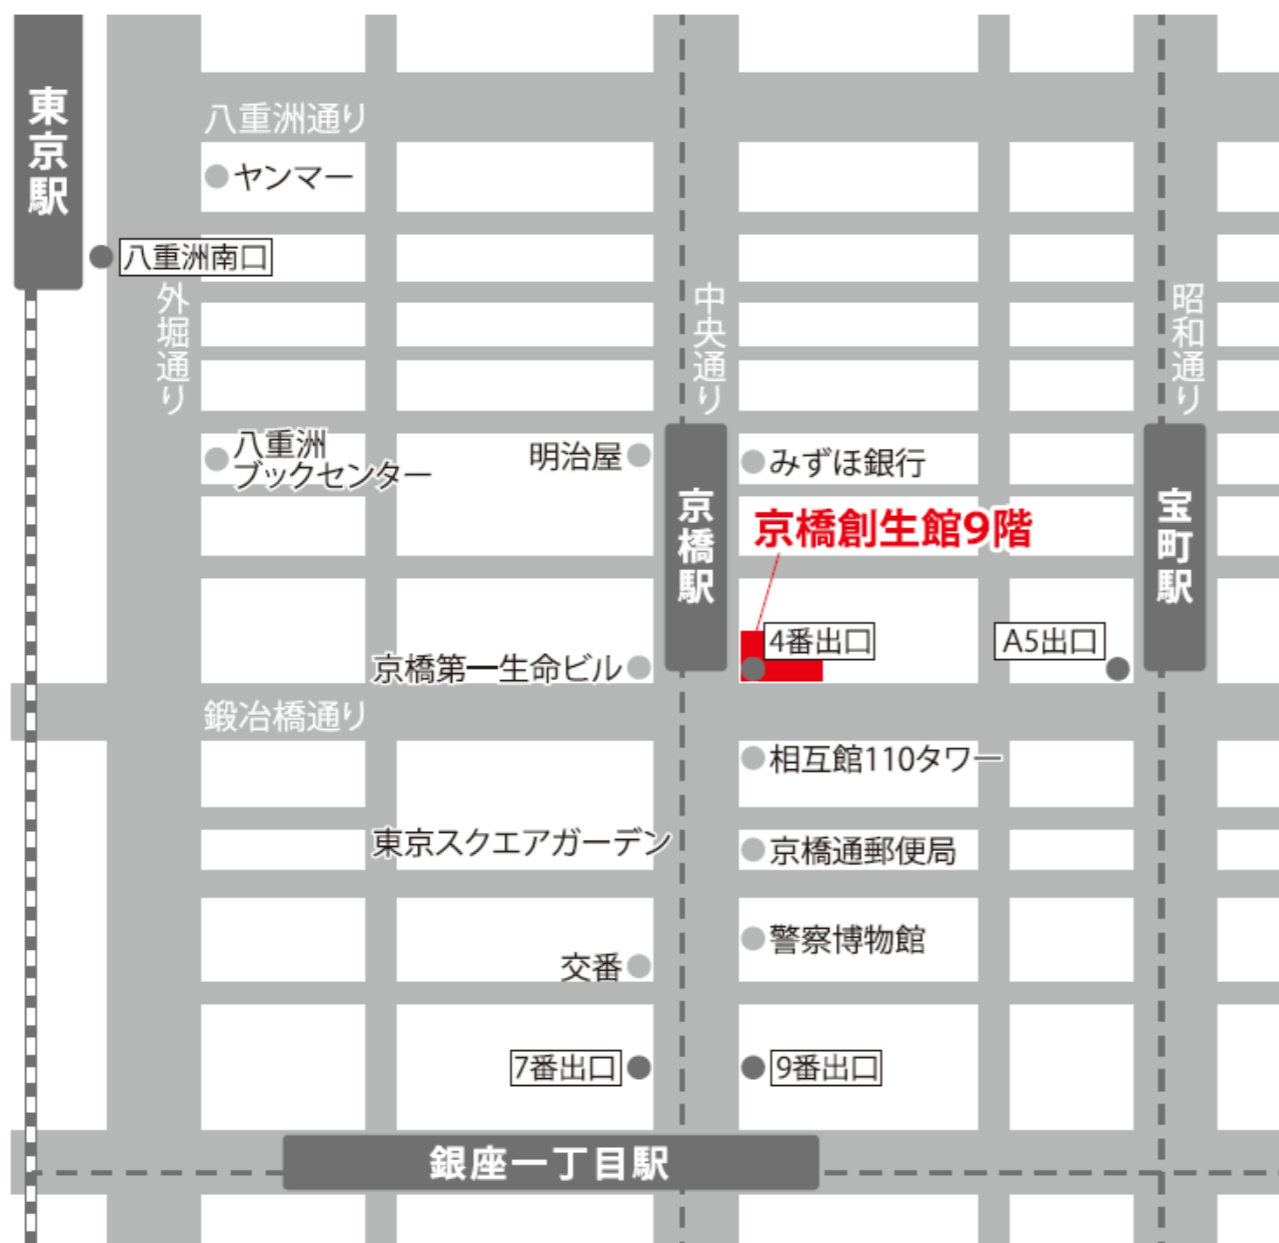 東京駅
八重洲通り
ヤンマー
八重洲南口
外堀通り
中央通り
昭和通り
八重洲
ブックセンター
明治屋
みずほ銀行
京橋駅
宝町駅
京橋創生館9階
4番出口
A5出口
京橋第一生命ビル
鍛冶橋通り
相互館110タワー
東京スクエアガーデン
京橋通郵便局
警察博物館
交番
7番出口
9番出口
銀座一丁目駅